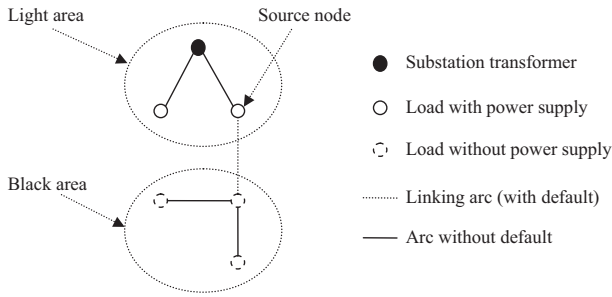 Light area
Source node
Substation transformer
Load with power supply
Load without power supply
Black area
Linking arc (with default)
Arc without default